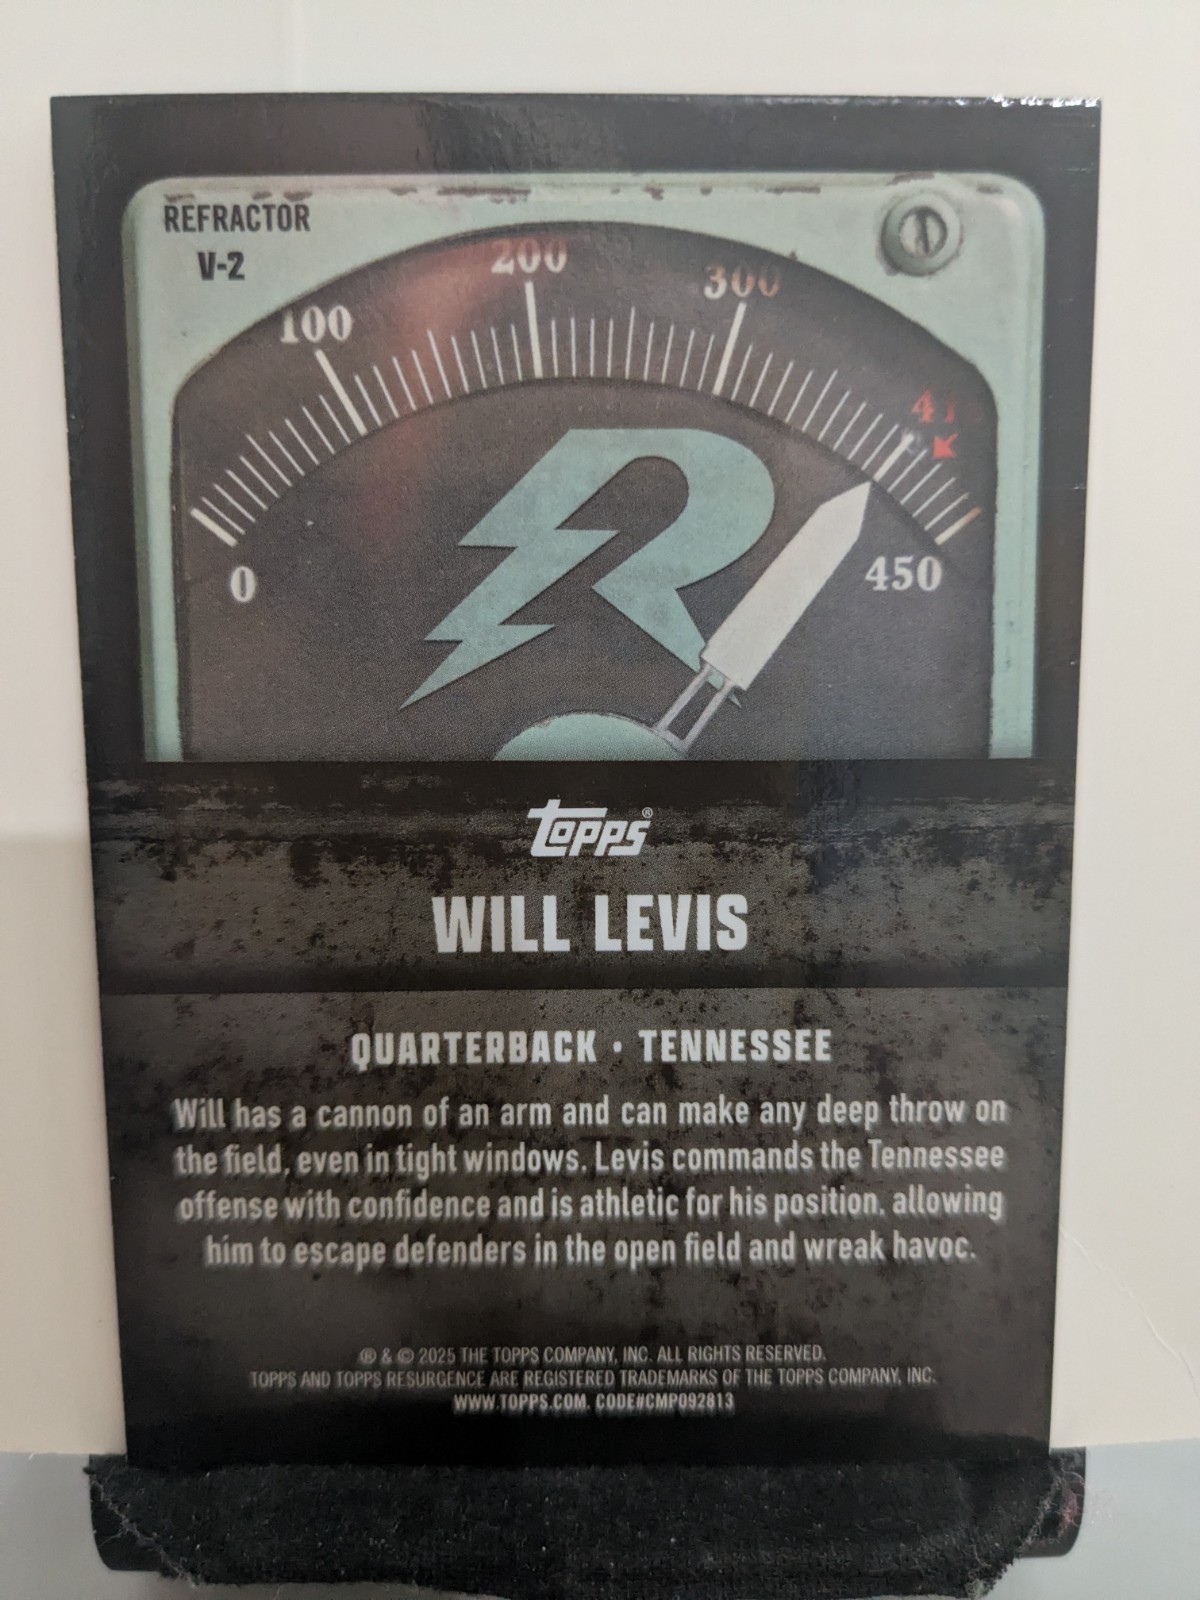 REFRACTOR
V-2
0
100
200
300
450
topps®
WILL LEVIS
QUARTERBACK · TENNESSEE
Will has a cannon of an arm and can make any deep throw on
the field, even in tight windows. Levis commands the Tennessee
offense with confidence and is athletic for his position, allowing
him to escape defenders in the open field and wreak havoc.
® & © 2025 THE TOPPS COMPANY, INC. ALL RIGHTS RESERVED.
TOPPS AND TOPPS RESURGENCE ARE REGISTERED TRADEMARKS OF THE TOPPS COMPANY, INC.
WWW.TOPPS.COM. CODE#CMP092813